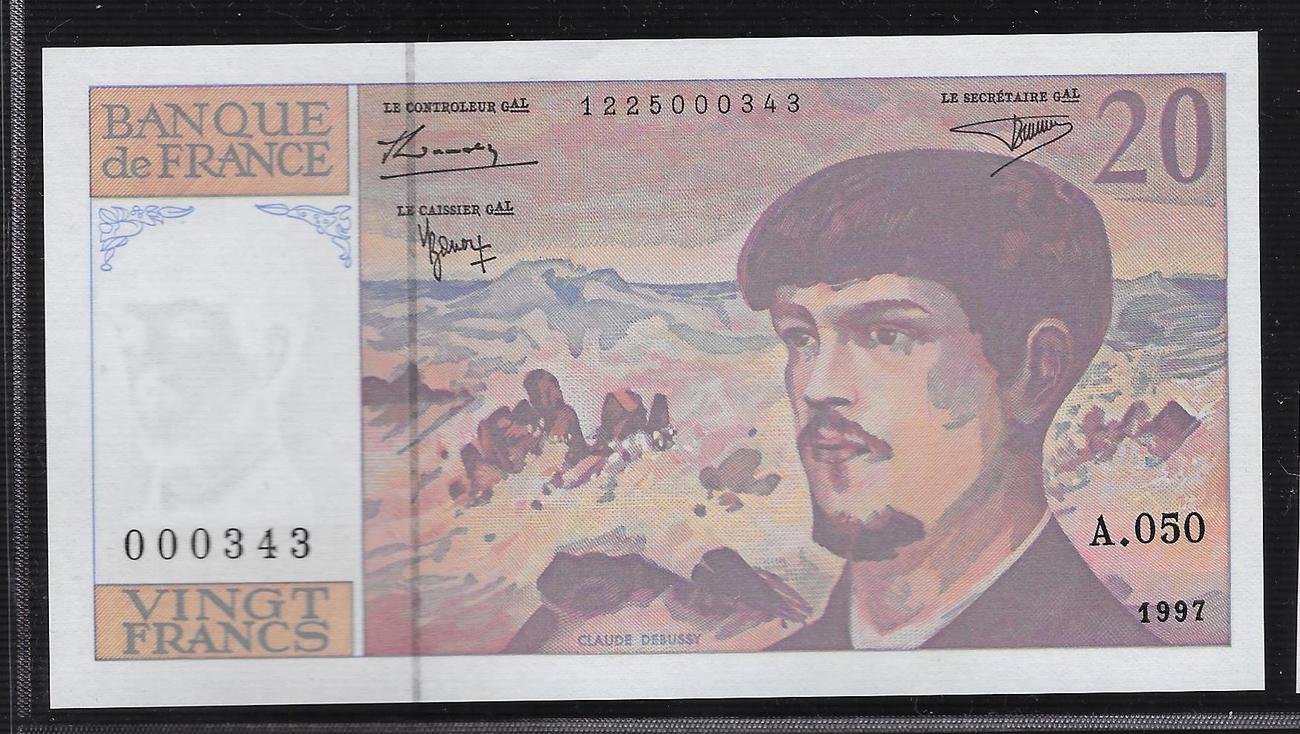 BANQUE
de FRANCE
LE CONTROLEUR GAL
1225000343
LE SECRÉTAIRE GAL
20
LE CAISSIER GAL
000343
A.050
VINGT
FRANCS
1997
CLAUDE DEBUSSY